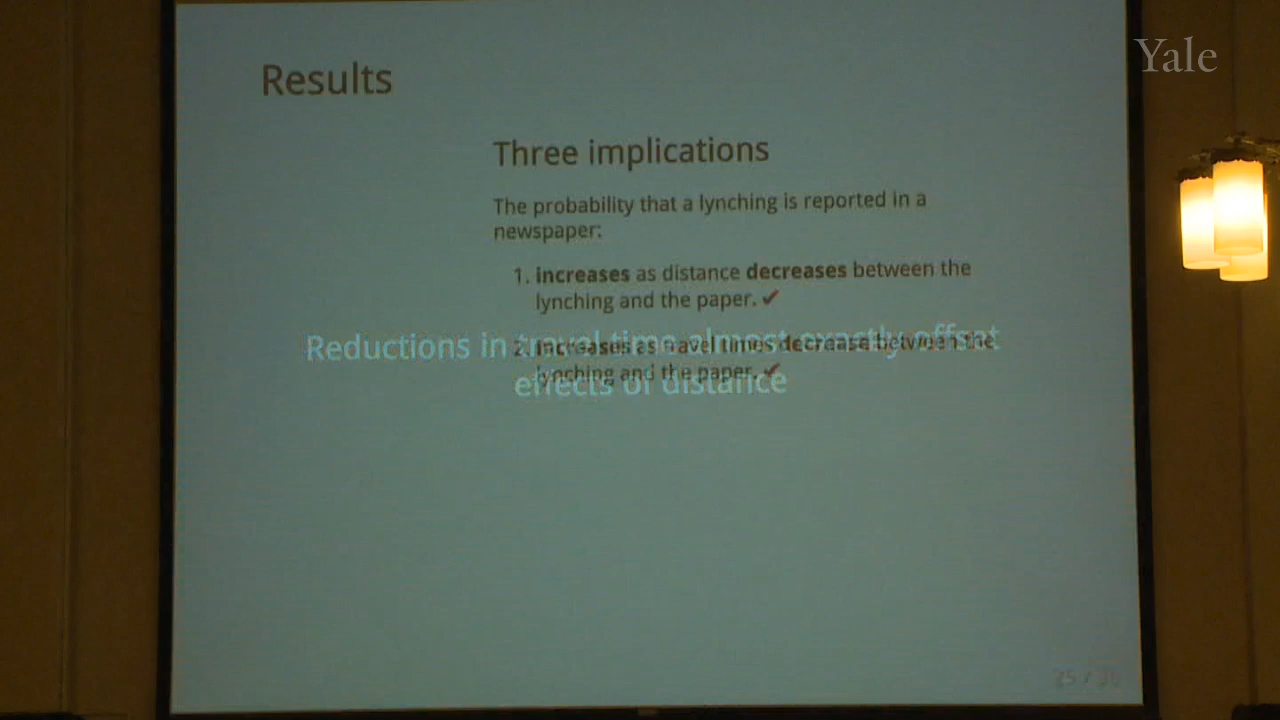 Yale
Results
Three implications
The probability that a lynching is reported in a
newspaper:
1. increases as distance decreases between the
lynching and the paper. ✔
Reductions in travel time almost exactly offset
effects of distance
2. increases as travel times decrease between the
lynching and the paper. ✔